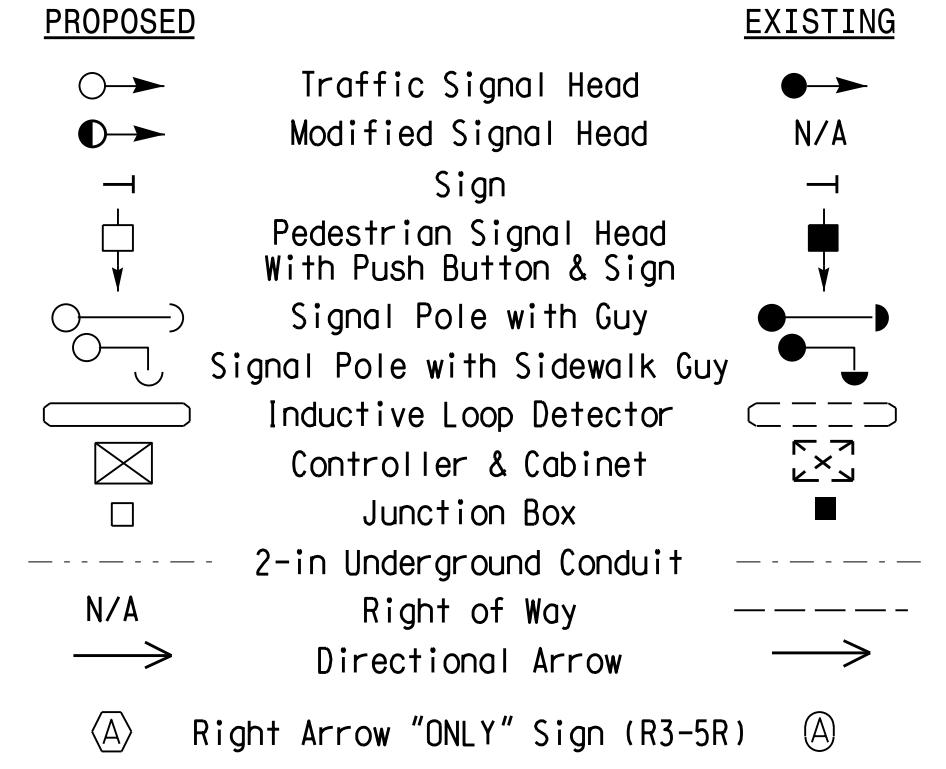 PROPOSED EXISTING
Traffic Signal Head
Modified Signal Head N/A
Sign
Pedestrian Signal Head
With Push Button & Sign
Signal Pole with Guy
Signal Pole with Sidewalk Guy
Inductive Loop Detector
Controller & Cabinet
Junction Box
2-in Underground Conduit
N/A Right of Way
Directional Arrow
A Right Arrow "ONLY" Sign (R3-5R) A